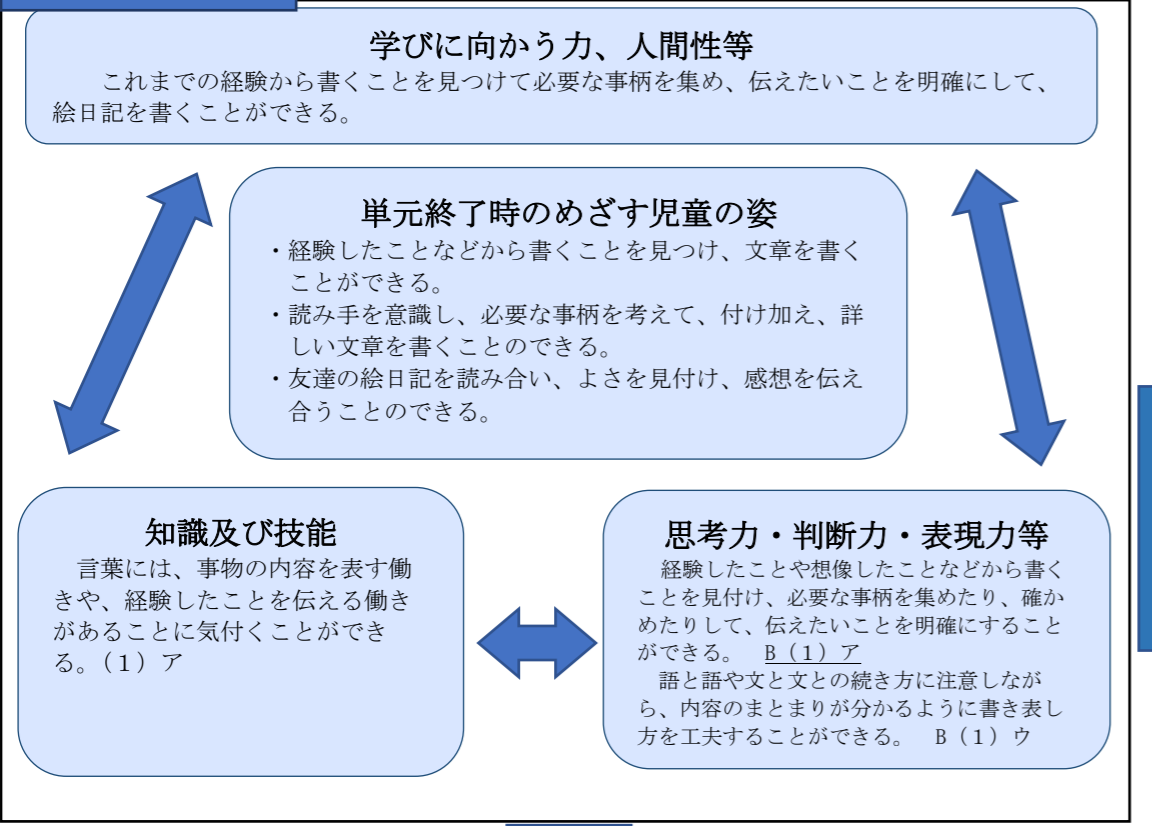 学びに向かう力、人間性等
これまでの経験から書くことを見つけて必要な事柄を集め、伝えたいことを明確にして、
絵日記を書くことができる。
単元終了時のめざす児童の姿
・経験したことなどから書くことを見つけ、文章を書く
ことができる。
・読み手を意識し、必要な事柄を考えて、付け加え、詳
しい文章を書くことのできる。
・友達の絵日記を読み合い、よさを見付け、感想を伝え
合うことのできる。
知識及び技能
言葉には、事物の内容を表す働
きや、経験したことを伝える働き
があることに気付くことができ
る。（１）ア
思考力・判断力・表現力等
経験したことや想像したことなどから書く
ことを見付け、必要な事柄を集めたり、確か
めたりして、伝えたいことを明確にすること
ができる。　B（１）ア
語と語や文と文との続き方に注意しなが
ら、内容のまとまりが分かるように書き表し
方を工夫することができる。　B（１）ウ